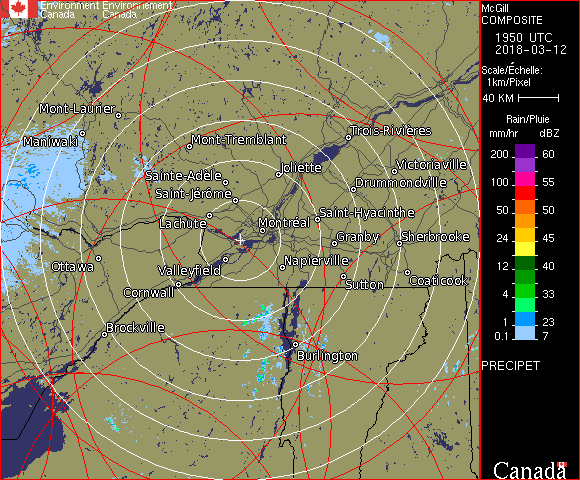 Environment Environnement
Canada Canada
McGill
COMPOSITE
1950 UTC
2018-03-12
Scale/Échelle:
1km/Pixel
40 KM
Rain/Pluie
mm/hr dBZ
200 60
100 55
50 50
24 45
12 40
4 33
1 23
0.1 7
PRECIPET
Canada
Mont-Laurier
Maniwaki
Mont-Tremblant
Trois-Rivières
Joliette
Victoriaville
Sainte-Adèle
Drummondville
Saint-Jérôme
Lachute
Montréal
Saint-Hyacinthe
Granby
Sherbrooke
Ottawa
Valleyfield
Napierville
Cornwall
Sutton
Coaticook
Brockville
Burlington